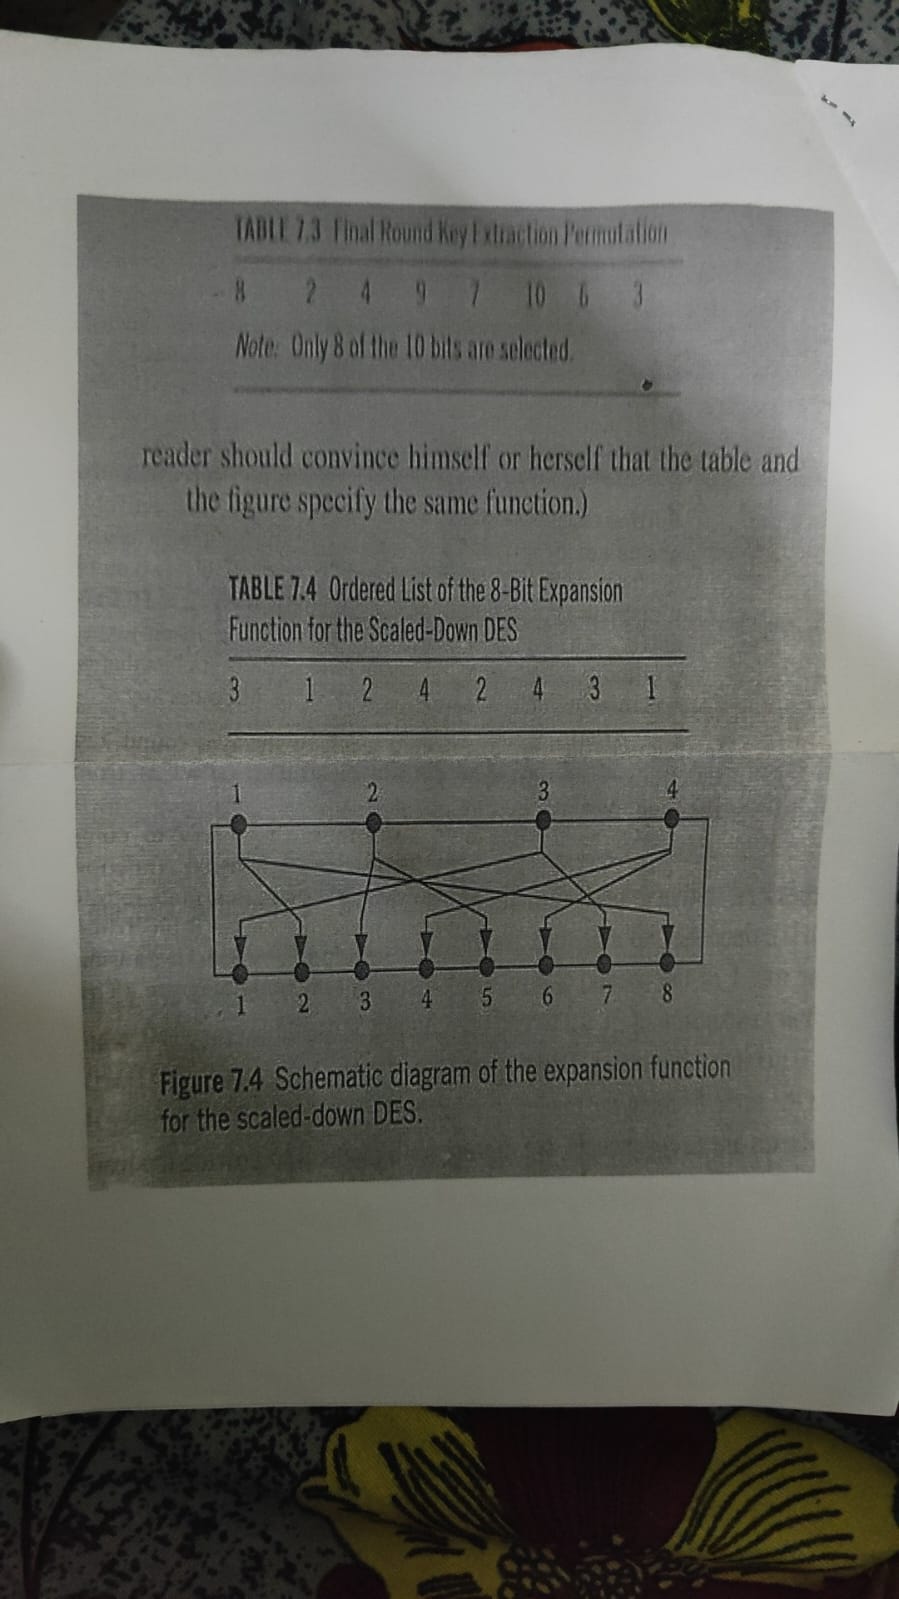 TABLE 7.3 Final Round Key Extraction Permutation
8 2 4 9 7 10 6 3
Note: Only 8 of the 10 bits are selected.
reader should convince himself or herself that the table and
the figure specify the same function.)
TABLE 7.4 Ordered List of the 8-Bit Expansion
Function for the Scaled-Down DES
3 1 2 4 2 4 3 1
1 2 3 4
1 2 3 4 5 6 7 8
Figure 7.4 Schematic diagram of the expansion function
for the scaled-down DES.